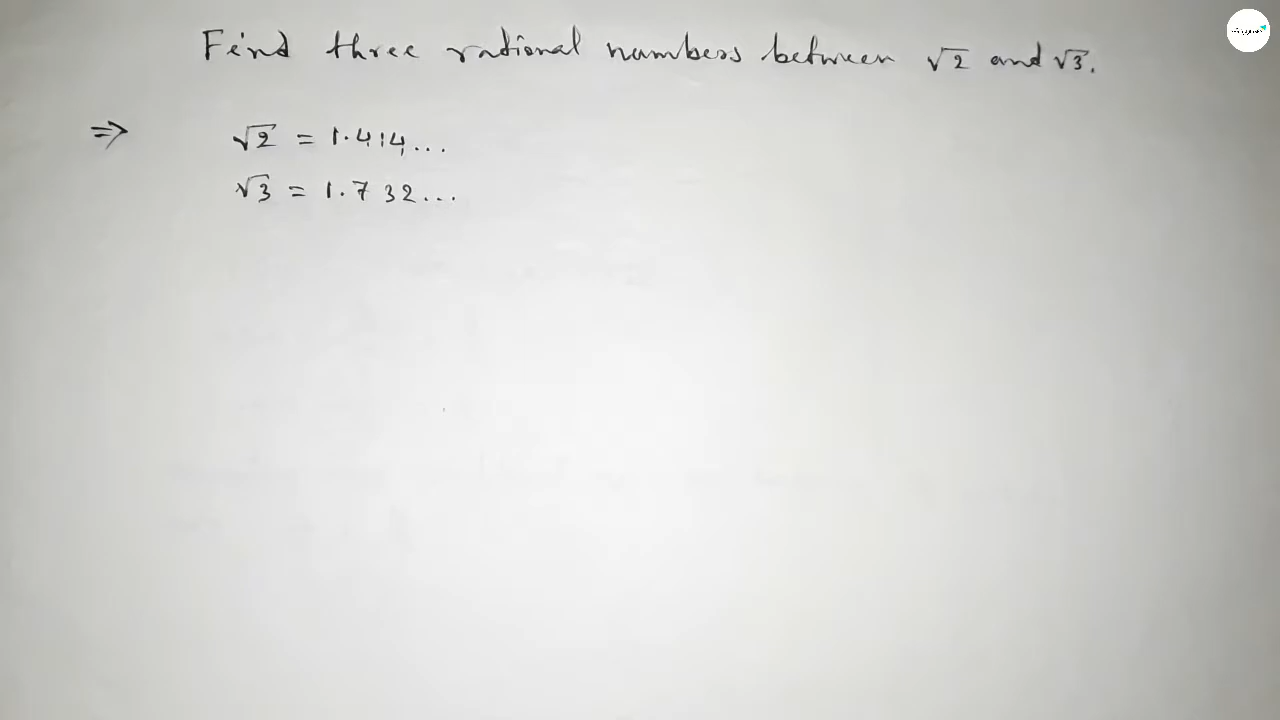 Find three rational numbers between √2 and √3.
⇒ √2 = 1.414...
√3 = 1.732...